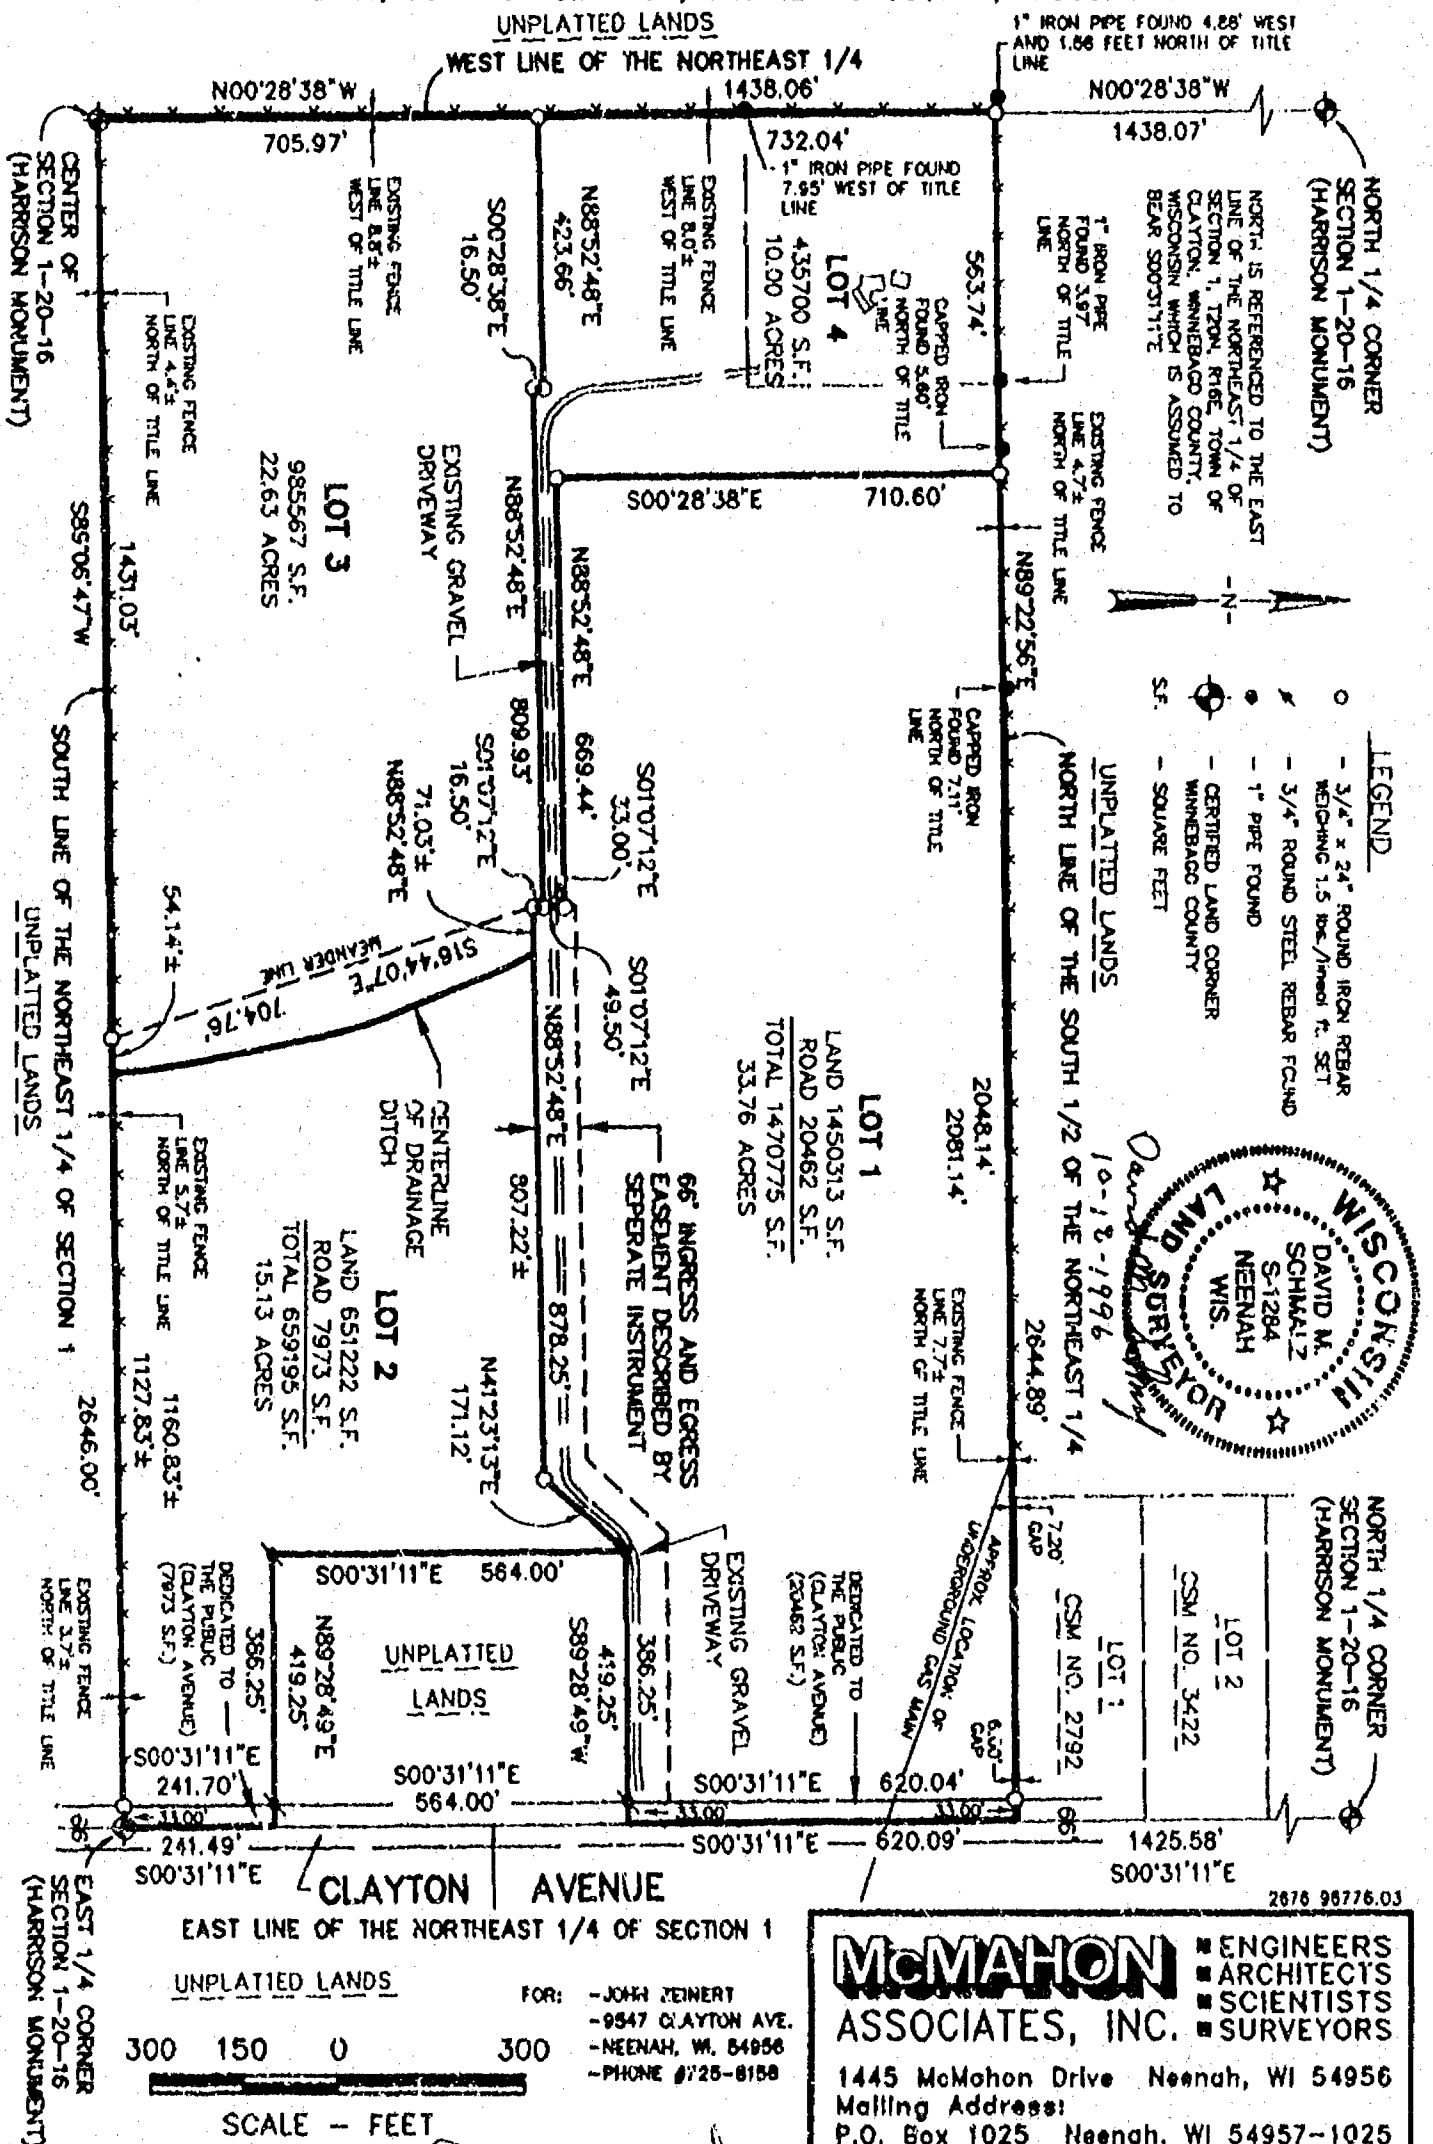 UNPLATTED LANDS
WEST LINE OF THE NORTHEAST 1/4
1" IRON PIPE FOUND 4.88' WEST
AND 1.66 FEET NORTH OF TITLE
LINE
N00°28'38"W
1438.06'
N00°28'38"W
705.97'
732.04'
1438.07'
1" IRON PIPE FOUND
7.95' WEST OF TITLE
LINE
CENTER OF
SECTION 1-20-16
(HARRISON MONUMENT)
NORTH 1/4 CORNER
SECTION 1-20-16
(HARRISON MONUMENT)
NORTH IS REFERENCED TO THE EAST
LINE OF THE NORTHEAST 1/4 OF
SECTION 1, T20N, R16E, TOWN OF
CLAYTON, WINNEBAGO COUNTY,
WISCONSIN WHICH IS ASSUMED TO
BEAR S00°31'11"E
EXISTING FENCE
LINE 8.8'±
WEST OF TITLE LINE
EXISTING FENCE
LINE 8.0'±
WEST OF TITLE LINE
N88°52'48"E
423.66'
S00°28'38"E
16.50'
LOT 4
435700 S.F.
10.00 ACRES
CAPPED IRON
FOUND 5.60'
NORTH OF TITLE
LINE
563.74'
1" IRON PIPE
FOUND 3.97'
NORTH OF TITLE
LINE
EXISTING FENCE
LINE 4.7'±
NORTH OF TITLE LINE
EXISTING FENCE
LINE 4.4'±
NORTH OF TITLE LINE
LOT 3
985567 S.F.
22.63 ACRES
EXISTING GRAVEL
DRIVEWAY
S00°28'38"E
710.60'
N88°52'48"E
809.93'
N88°52'48"E
669.44'
N89°22'56"E
-N-
1431.03'
S85°06'47"W
SOUTH LINE OF THE NORTHEAST 1/4 OF SECTION 1
UNPLATTED LANDS
S01°07'12"E
16.50'
71.03'±
N88°52'48"E
S01°07'12"E
33.00'
S01°07'12"E
49.50'
CAPPED IRON
FOUND 7.11'
NORTH OF TITLE
LINE
LEGEND
- 3/4" x 24" ROUND IRON REBAR
WEIGHING 1.5 lbs./lineal ft. SET
- 3/4" ROUND STEEL REBAR FOUND
- 1" PIPE FOUND
- CERTIFIED LAND CORNER
WINNEBAGO COUNTY
S.F. - SQUARE FEET
UNPLATTED LANDS
NORTH LINE OF THE SOUTH 1/2 OF THE NORTHEAST 1/4
54.14'±
S16°44'07"E
MEANDER LINE
704.76'
CENTERLINE
OF DRAINAGE
DITCH
N88°52'48"E
878.25'
807.22'±
LOT 1
LAND 1450313 S.F.
ROAD 20462 S.F.
TOTAL 1470775 S.F.
33.76 ACRES
2048.14'
2081.14'
2644.89'
66' INGRESS AND EGRESS
EASEMENT DESCRIBED BY
SEPERATE INSTRUMENT
LOT 2
LAND 651222 S.F.
ROAD 7973 S.F.
TOTAL 659195 S.F.
15.13 ACRES
EXISTING FENCE
LINE 5.7'±
NORTH OF TITLE LINE
1160.83'±
1127.83'±
2646.00'
N41°23'13"E
171.12'
EXISTING FENCE
LINE 7.7'±
NORTH OF TITLE LINE
WISCONSIN
DAVID M.
SCHMALZ
S-1284
NEENAH
WIS.
LAND SURVEYOR
10-18-1996
NORTH 1/4 CORNER
SECTION 1-20-16
(HARRISON MONUMENT)
LOT 2
CSM NO. 3422
LOT 1
CSM NO. 2792
7.20'
GAP
GAP
APPROX. LOCATION OF
UNDERGROUND GAS MAIN
DEDICATED TO
THE PUBLIC
(CLAYTON AVENUE)
(20462 S.F.)
EXISTING GRAVEL
DRIVEWAY
S00°31'11"E 564.00'
386.25'
419.25'
S89°28'49"W
UNPLATTED
LANDS
N89°28'49"E
419.25'
386.25'
DEDICATED TO
THE PUBLIC
(CLAYTON AVENUE)
(7973 S.F.)
EXISTING FENCE
LINE 3.7'±
NORTH OF TITLE LINE
S00°31'11"E
241.70'
S00°31'11"E
564.00'
S00°31'11"E 620.04'
33.00'
33.00'
33.00'
66'
66'
241.49'
S00°31'11"E
S00°31'11"E 620.09'
1425.58'
S00°31'11"E
CLAYTON AVENUE
EAST LINE OF THE NORTHEAST 1/4 OF SECTION 1
EAST 1/4 CORNER
SECTION 1-20-16
(HARRISON MONUMENT)
UNPLATTED LANDS
FOR: -JOHN
-9547 CLAYTON AVE.
-NEENAH, WI. 54956
-PHONE #725-8158
300 150 0 300
SCALE - FEET
2676 96776.03
McMAHON
ASSOCIATES, INC.
ENGINEERS
ARCHITECTS
SCIENTISTS
SURVEYORS
1445 McMahon Drive Neenah, WI 54956
Mailing Address:
P.O. Box 1025 Neenah, WI 54957-1025